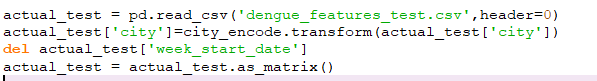 actual_test = pd.read_csv('dengue_features_test.csv',header=0)
actual_test['city']=city_encode.transform(actual_test['city'])
del actual_test['week_start_date']
actual_test = actual_test.as_matrix()